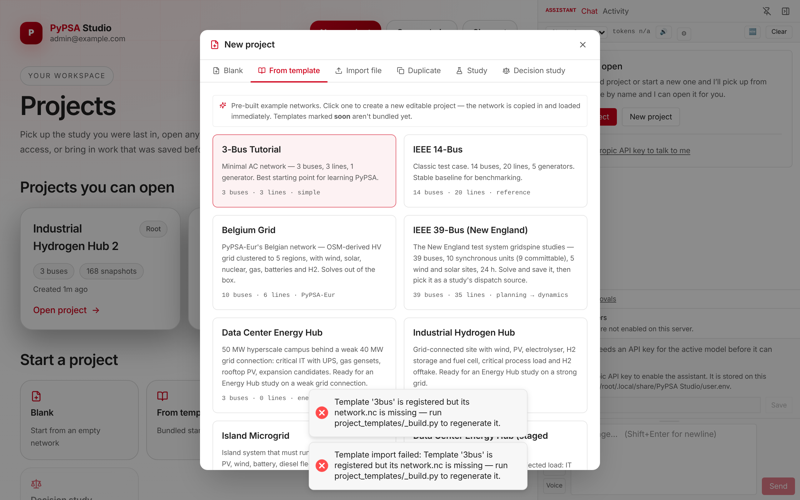 PyPSA Studio
admin@example.com
YOUR WORKSPACE
Projects
Pick up the study you were last in, open any
access, or bring in work that was saved befo
Projects you can open
Industrial
Hydrogen Hub 2
Root
3 buses
168 snapshots
Created 1m ago
Open project →
Start a project
Blank
Start from an empty
network
From temp
Bundled star
New project
Blank
From template
Import file
Duplicate
Study
Decision study
Pre-built example networks. Click one to create a new editable project — the network is copied in and loaded
immediately. Templates marked soon aren't bundled yet.
3-Bus Tutorial
Minimal AC network — 3 buses, 3 lines, 1
generator. Best starting point for learning PyPSA.
3 buses · 3 lines · simple
IEEE 14-Bus
Classic test case. 14 buses, 20 lines, 5 generators.
Stable baseline for benchmarking.
14 buses · 20 lines · reference
Belgium Grid
PyPSA-Eur's Belgian network — OSM-derived HV
grid clustered to 5 regions, with wind, solar,
nuclear, gas, batteries and H2. Solves out of the
box.
10 buses · 6 lines · PyPSA-Eur
IEEE 39-Bus (New England)
The New England test system gridspine studies —
39 buses, 10 synchronous units (9 committable), 5
wind and solar sites, 24 h. Solve and save it, then
pick it as a study's dispatch source.
39 buses · 35 lines · planning → dynamics
Data Center Energy Hub
50 MW hyperscale campus behind a weak 40 MW
grid connection: critical IT with UPS, gas gensets,
rooftop PV, expansion candidates. Ready for an
Energy Hub study on a weak grid connection.
3 buses · 0 lines · ene
Industrial Hydrogen Hub
Grid-connected site with wind, PV, electrolyser, H2
storage and fuel cell, critical process load and H2
offtake. Ready for an Energy Hub study on a strong
grid.
Island Microgrid
Island system that must run
PV, wind, battery, diesel fle
Data Center Energy Hub (staged
ected load: IT
Template '3bus' is registered but its
network.nc is missing — run
project_templates/_build.py to regenerate it.
Template import failed: Template '3bus' is
registered but its network.nc is missing — run
project_templates/_build.py to regenerate it.
ASSISTANT Chat Activity
tokens n/a
Clear
open
d project or start a new one and I'll pick up from
e by name and I can open it for you.
ct
New project
ropic API key to talk to me
ovals
rs
re not enabled on this server.
eeds an API key for the active model before it can
PI key to enable the assistant. It is stored on this
/root/.local/share/PyPSA Studio/user.env.
Save
ge... (Shift+Enter for newline)
Voice
Send